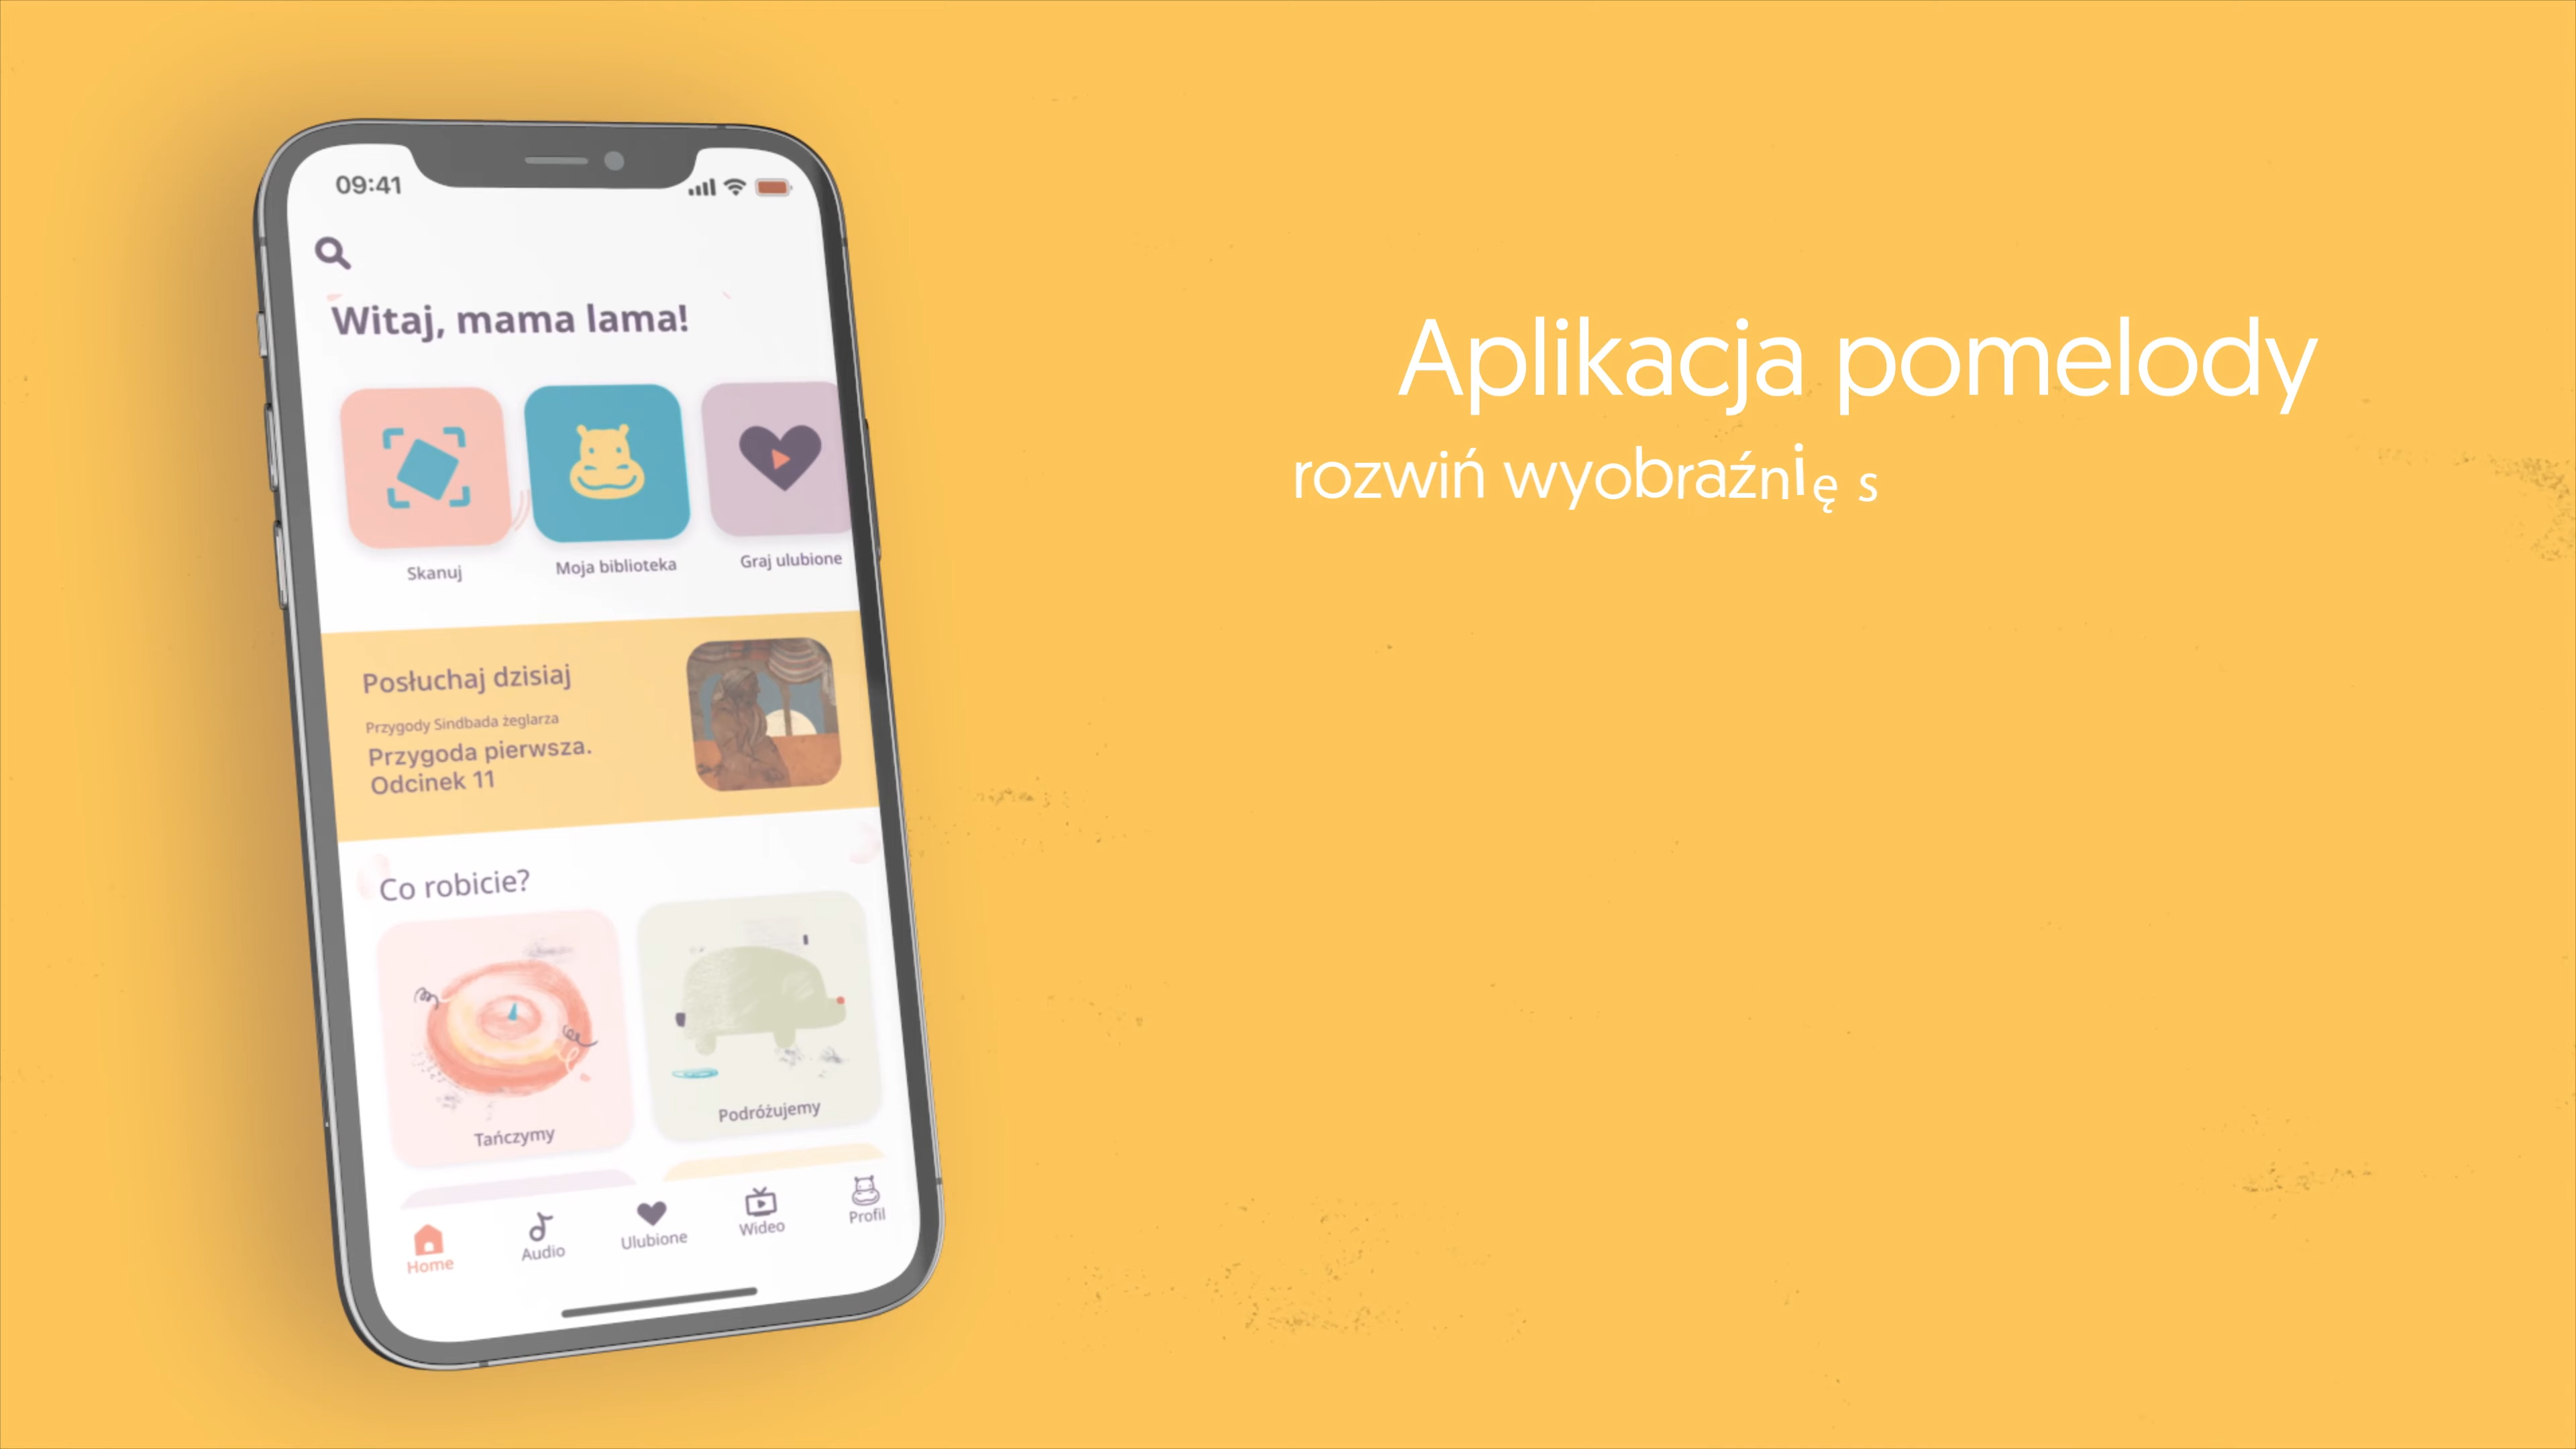 09:41
Witaj, mama lama!
Skanuj
Moja biblioteka
Graj ulubione
Posłuchaj dzisiaj
Przygody Sindbada żeglarza
Przygoda pierwsza.
Odcinek 11
Co robicie?
Tańczymy
Podróżujemy
Home
Audio
Ulubione
Wideo
Profil
Aplikacja pomelody
rozwiń wyobraźnię s